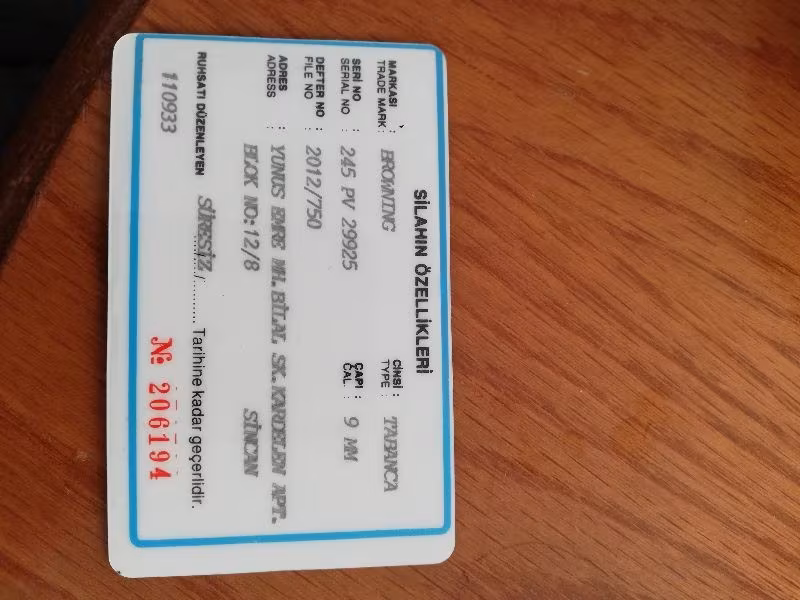 SİLAHIN ÖZELLİKLERİ
MARKASI : BROWNING CİNSİ : TABANCA
TRADE MARK : TYPE :
SERİ NO : 245 PV 29925 ÇAPI : 9 MM
SERIAL NO : CAL :
DEFTER NO : 2012/750
FILE NO :
ADRES : YUNUS EMRE MH.BİLAL SK.KARDELEN APT.
ADRESS : BLOK NO:12/8 SİNCAN
RUHSATI DÜZENLEYEN SÜRESİZ ...../...../......... Tarihine kadar geçerlidir.
110933 № 206194